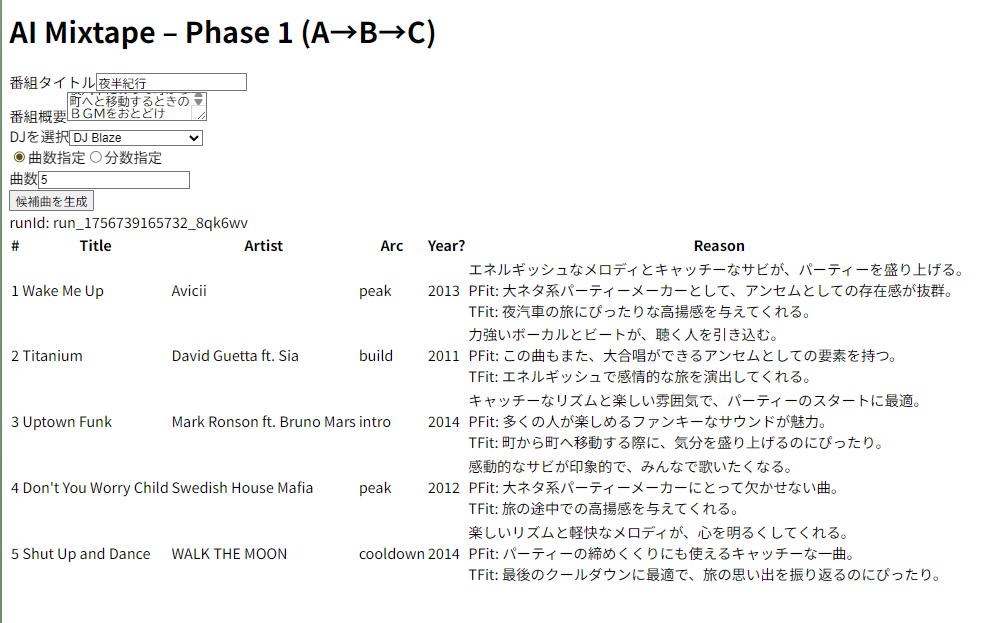 AI Mixtape – Phase 1 (A→B→C)
番組タイトル 夜半紀行
番組概要 町へと移動するときのＢＧＭをおとどけ
DJを選択 DJ Blaze
曲数指定 分数指定
曲数 5
候補曲を生成
runId: run_1756739165732_8qk6wv
# Title Artist Arc Year? Reason
1 Wake Me Up Avicii peak 2013 エネルギッシュなメロディとキャッチーなサビが、パーティーを盛り上げる。
PFit: 大ネタ系パーティーメーカーとして、アンセムとしての存在感が抜群。
TFit: 夜汽車の旅にぴったりな高揚感を与えてくれる。
2 Titanium David Guetta ft. Sia build 2011 力強いボーカルとビートが、聴く人を引き込む。
PFit: この曲もまた、大合唱ができるアンセムとしての要素を持つ。
TFit: エネルギッシュで感情的な旅を演出してくれる。
3 Uptown Funk Mark Ronson ft. Bruno Mars intro 2014 キャッチーなリズムと楽しい雰囲気で、パーティーのスタートに最適。
PFit: 多くの人が楽しめるファンキーなサウンドが魅力。
TFit: 町から町へ移動する際に、気分を盛り上げるのにぴったり。
4 Don't You Worry Child Swedish House Mafia peak 2012 感動的なサビが印象的で、みんなで歌いたくなる。
PFit: 大ネタ系パーティーメーカーにとって欠かせない曲。
TFit: 旅の途中での高揚感を与えてくれる。
5 Shut Up and Dance WALK THE MOON cooldown 2014 楽しいリズムと軽快なメロディが、心を明るくしてくれる。
PFit: パーティーの締めくくりにも使えるキャッチーな一曲。
TFit: 最後のクールダウンに最適で、旅の思い出を振り返るのにぴったり。